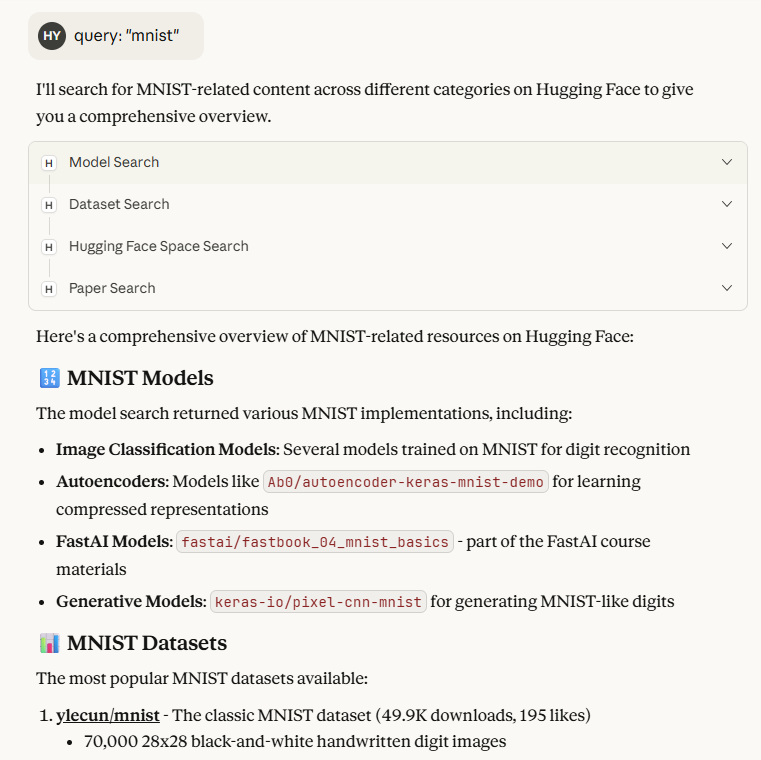 HY query: "mnist"
I'll search for MNIST-related content across different categories on Hugging Face to give
you a comprehensive overview.
H Model Search
H Dataset Search
H Hugging Face Space Search
H Paper Search
Here's a comprehensive overview of MNIST-related resources on Hugging Face:
🔢 MNIST Models
The model search returned various MNIST implementations, including:
• Image Classification Models: Several models trained on MNIST for digit recognition
• Autoencoders: Models like Ab0/autoencoder-keras-mnist-demo for learning
compressed representations
• FastAI Models: fastai/fastbook_04_mnist_basics - part of the FastAI course
materials
• Generative Models: keras-io/pixel-cnn-mnist for generating MNIST-like digits
📊 MNIST Datasets
The most popular MNIST datasets available:
1. ylecun/mnist - The classic MNIST dataset (49.9K downloads, 195 likes)
• 70,000 28x28 black-and-white handwritten digit images